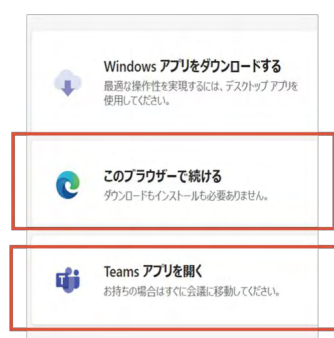 Windows アプリをダウンロードする
最適な操作性を実現するには、デスクトップ アプリを
使用してください。
このブラウザーで続ける
ダウンロードもインストールも必要ありません。
Teams アプリを開く
お持ちの場合はすぐに会議に移動してください。